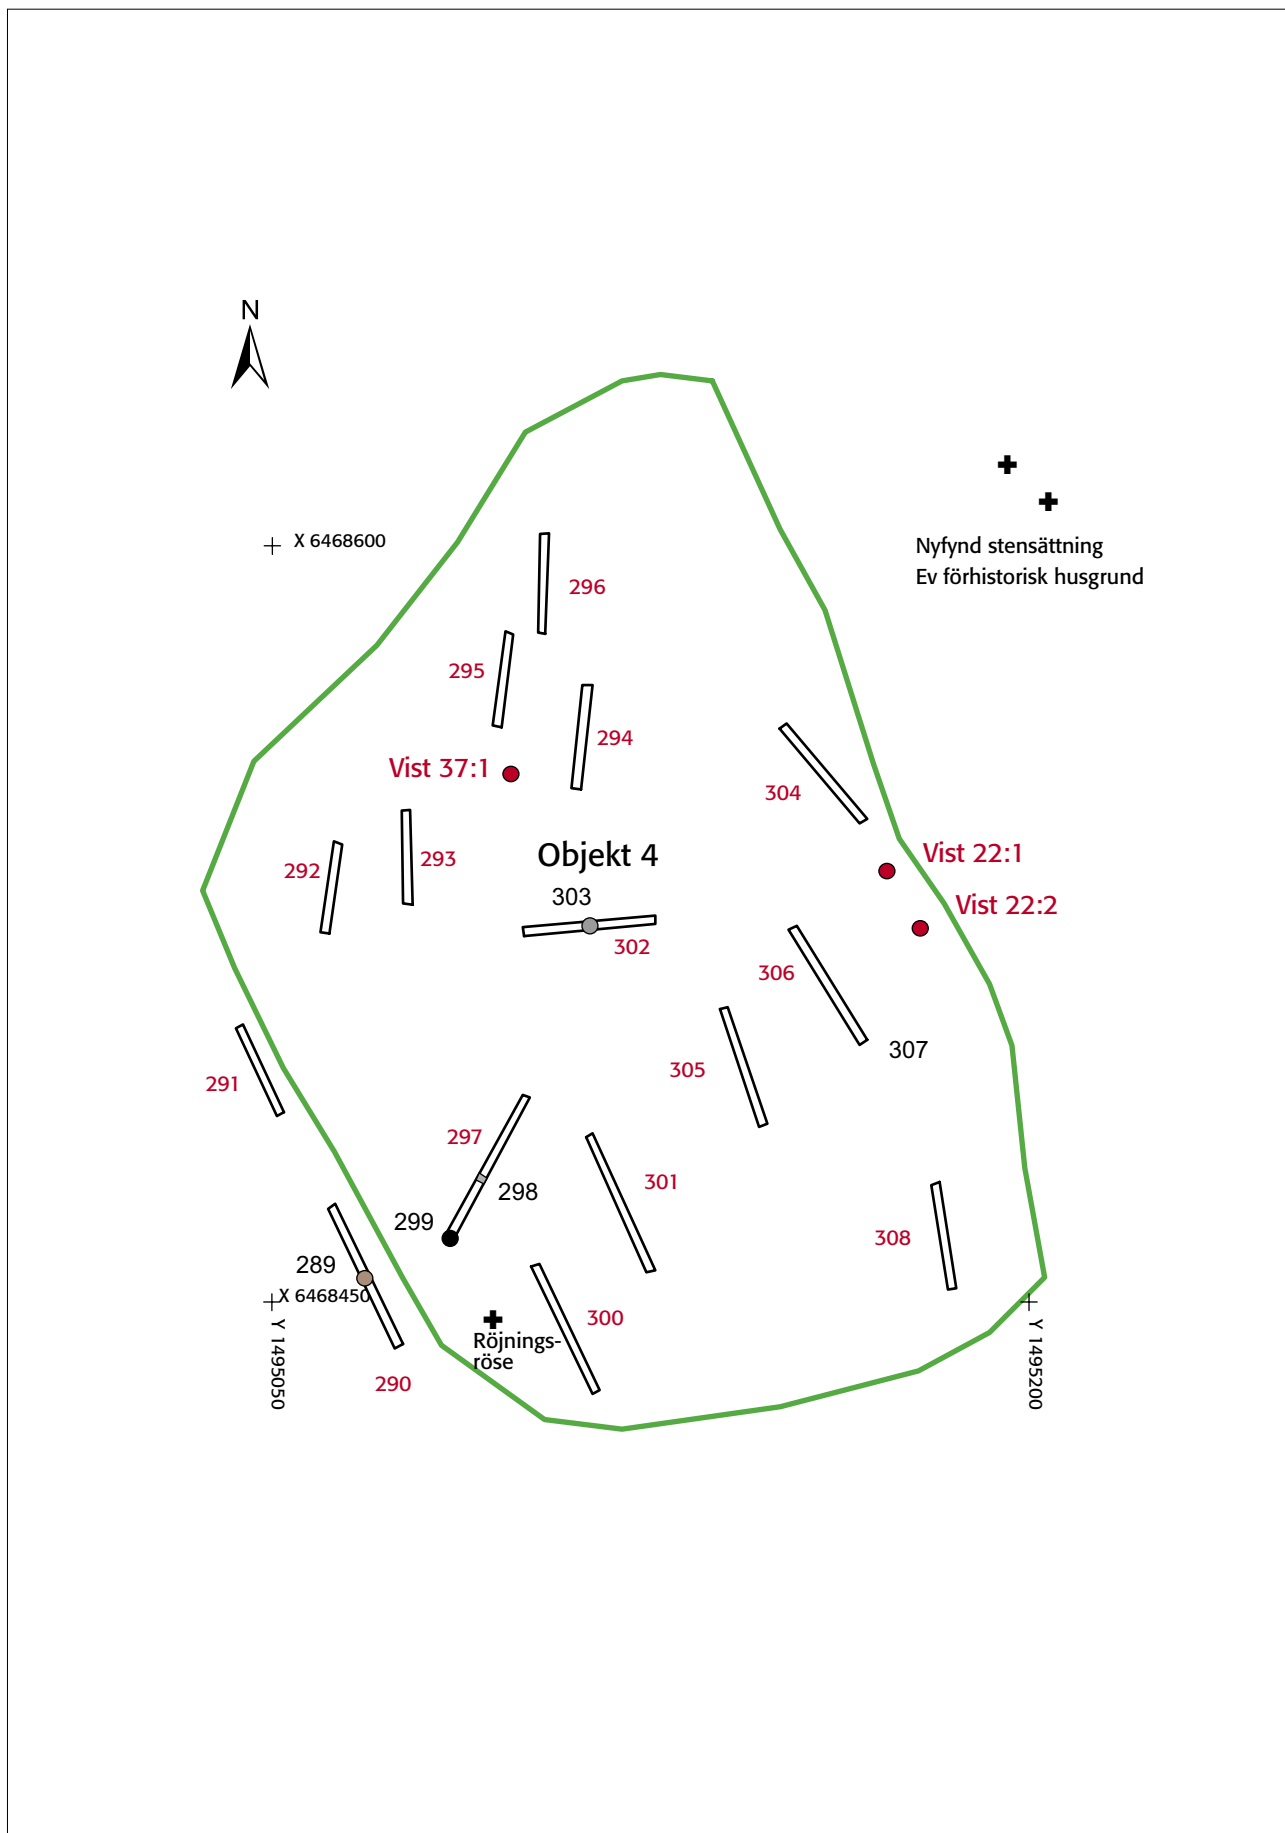 N
X 6468600
Nyfynd stensättning
Ev förhistorisk husgrund
296
295
294
Vist 37:1
304
292
293
Objekt 4
Vist 22:1
303
Vist 22:2
302
306
307
291
305
297
301
298
299
308
289
X 6468450
Y 1495050
300
Röjnings-
röse
290
Y 1495200